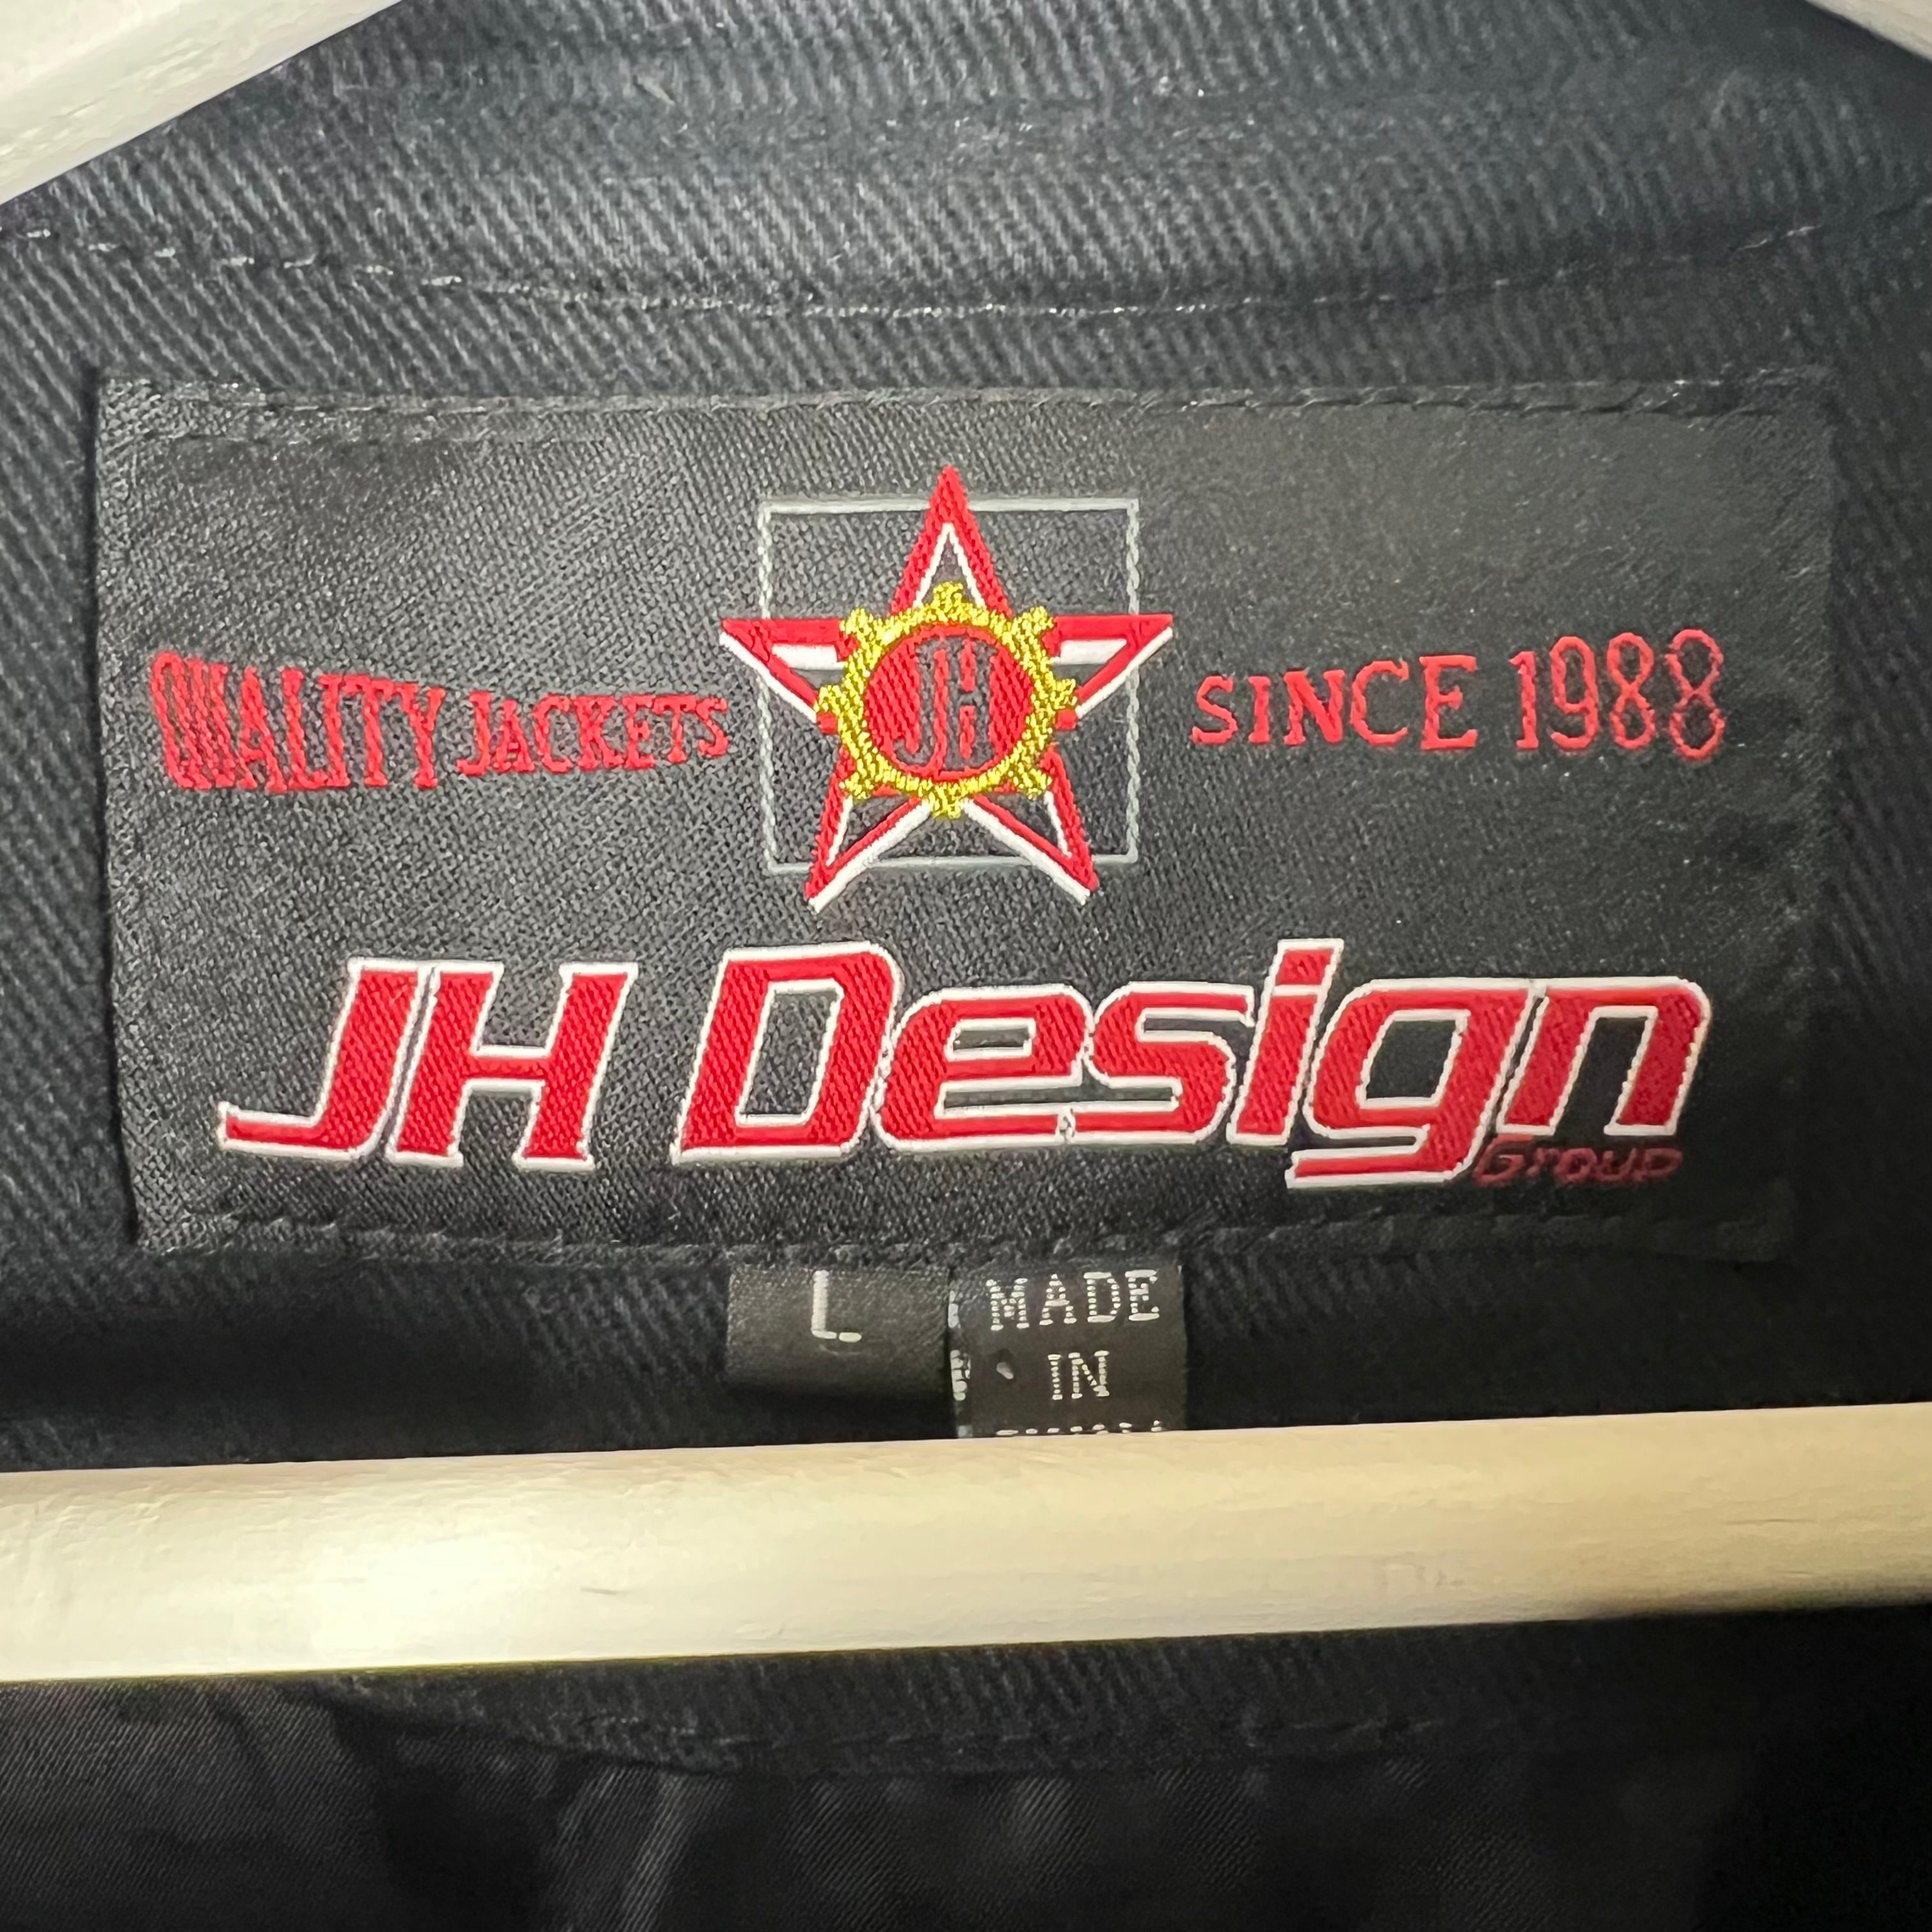 QUALITY JACKETS
JH
SINCE 1988
JH Design
Group
L
MADE
IN